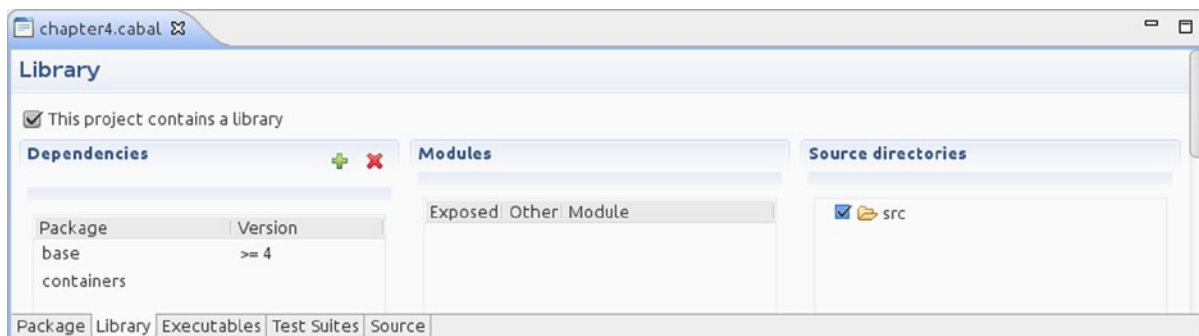 chapter4.cabal
Library
This project contains a library
Dependencies
Modules
Source directories
Package Version
Exposed Other Module
src
base >= 4
containers
Package Library Executables Test Suites Source